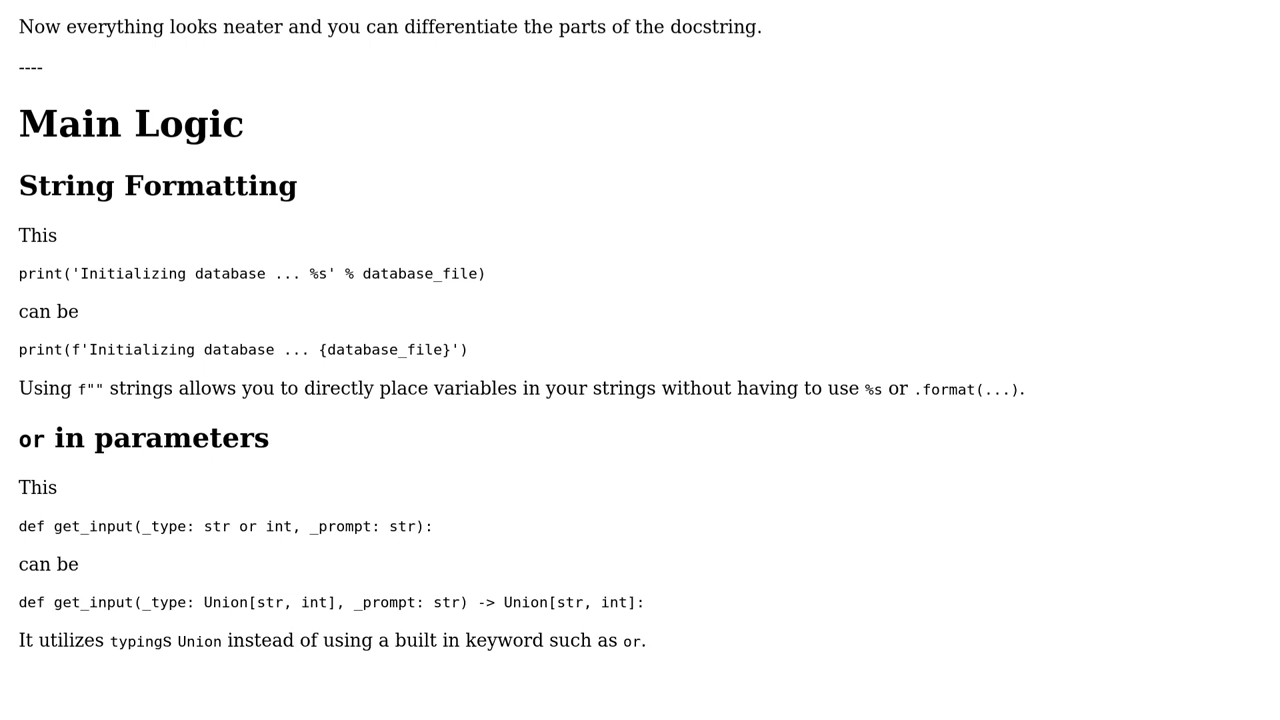 Now everything looks neater and you can differentiate the parts of the docstring.
----
Main Logic
String Formatting
This
print('Initializing database ... %s' % database_file)
can be
print(f'Initializing database ... {database_file}')
Using f"" strings allows you to directly place variables in your strings without having to use %s or .format(...).
or in parameters
This
def get_input(_type: str or int, _prompt: str):
can be
def get_input(_type: Union[str, int], _prompt: str) -> Union[str, int]:
It utilizes typings Union instead of using a built in keyword such as or.